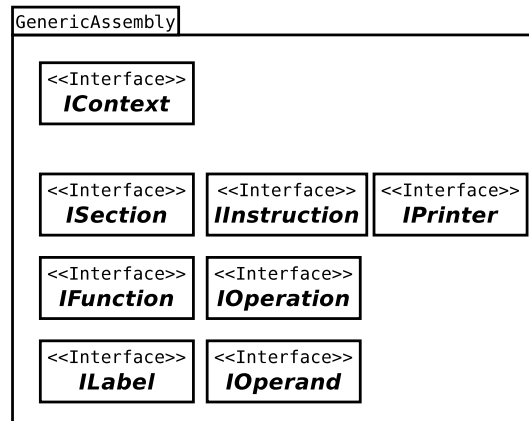 GenericAssembly
<<Interface>>
IContext
<<Interface>> <<Interface>> <<Interface>>
ISection IInstruction IPrinter
<<Interface>> <<Interface>>
IFunction IOperation
<<Interface>> <<Interface>>
ILabel IOperand